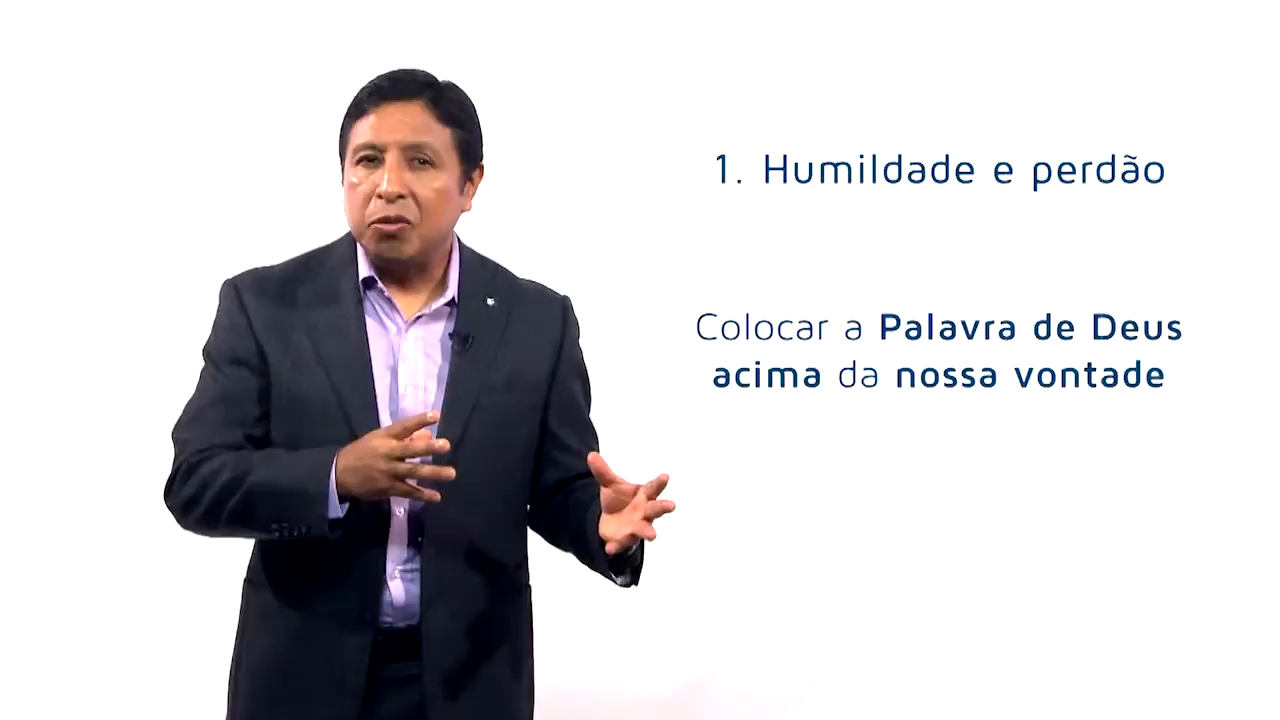 1. Humildade e perdão
Colocar a Palavra de Deus
acima da nossa vontade